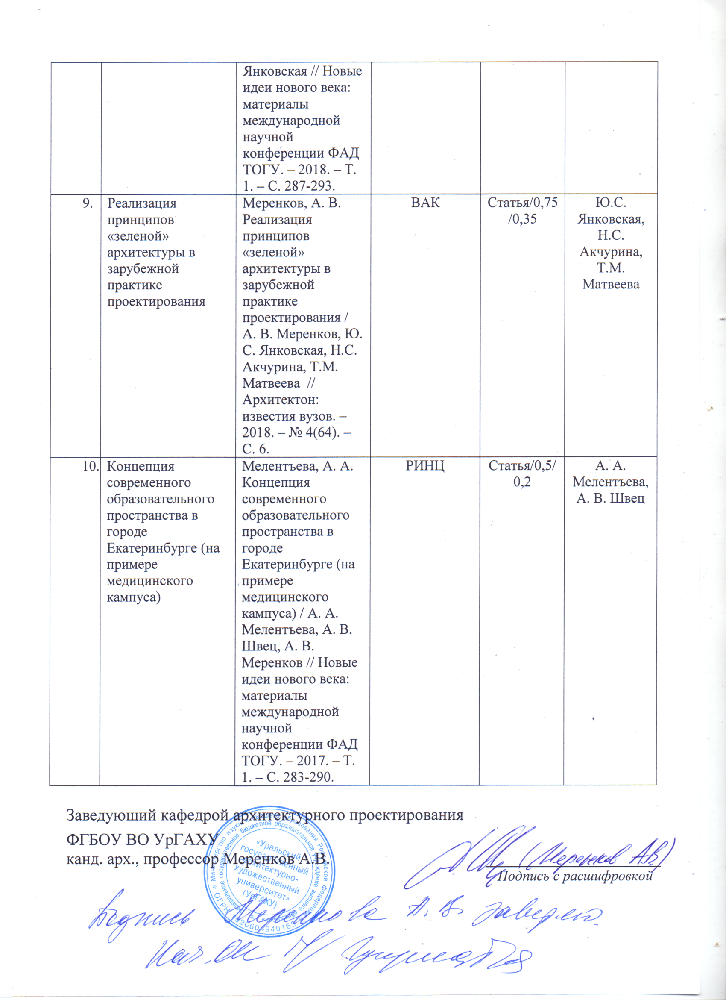 Янковская // Новые
идеи нового века:
материалы
международной
научной
конференции ФАД
ТОГУ. – 2018. – Т.
1. – С. 287-293.
9.
Реализация
принципов
«зеленой»
архитектуры в
зарубежной
практике
проектирования
Меренков, А. В.
Реализация
принципов
«зеленой»
архитектуры в
зарубежной
практике
проектирования /
А. В. Меренков, Ю.
С. Янковская, Н.С.
Акчурина, Т.М.
Матвеева //
Архитектон:
известия вузов. –
2018. – № 4(64). –
С. 6.
ВАК
Статья/0,75
/0,35
Ю.С.
Янковская,
Н.С.
Акчурина,
Т.М.
Матвеева
10.
Концепция
современного
образовательного
пространства в
городе
Екатеринбурге (на
примере
медицинского
кампуса)
Мелентъева, А. А.
Концепция
современного
образовательного
пространства в
городе
Екатеринбурге (на
примере
медицинского
кампуса) / А. А.
Мелентъева, А. В.
Швец, А. В.
Меренков // Новые
идеи нового века:
материалы
международной
научной
конференции ФАД
ТОГУ. – 2017. – Т.
1. – С. 283-290.
РИНЦ
Статья/0,5/
0,2
А. А.
Мелентъева,
А. В. Швец
Заведующий кафедрой архитектурного проектирования
ФГБОУ ВО УрГАХУ
канд. арх., профессор Меренков А.В.
(Меренков А.В.)
Подпись с расшифровкой
* Министерство науки и высшего образования Российской Федерации * ОГРН 1026604940163
* Федеральное государственное бюджетное образовательное учреждение высшего образования
«Уральский
государственный
архитектурно-
художественный
университет»
(УрГАХУ)
Подпись Меренкова А. В. заверяю.
Нач. ОК